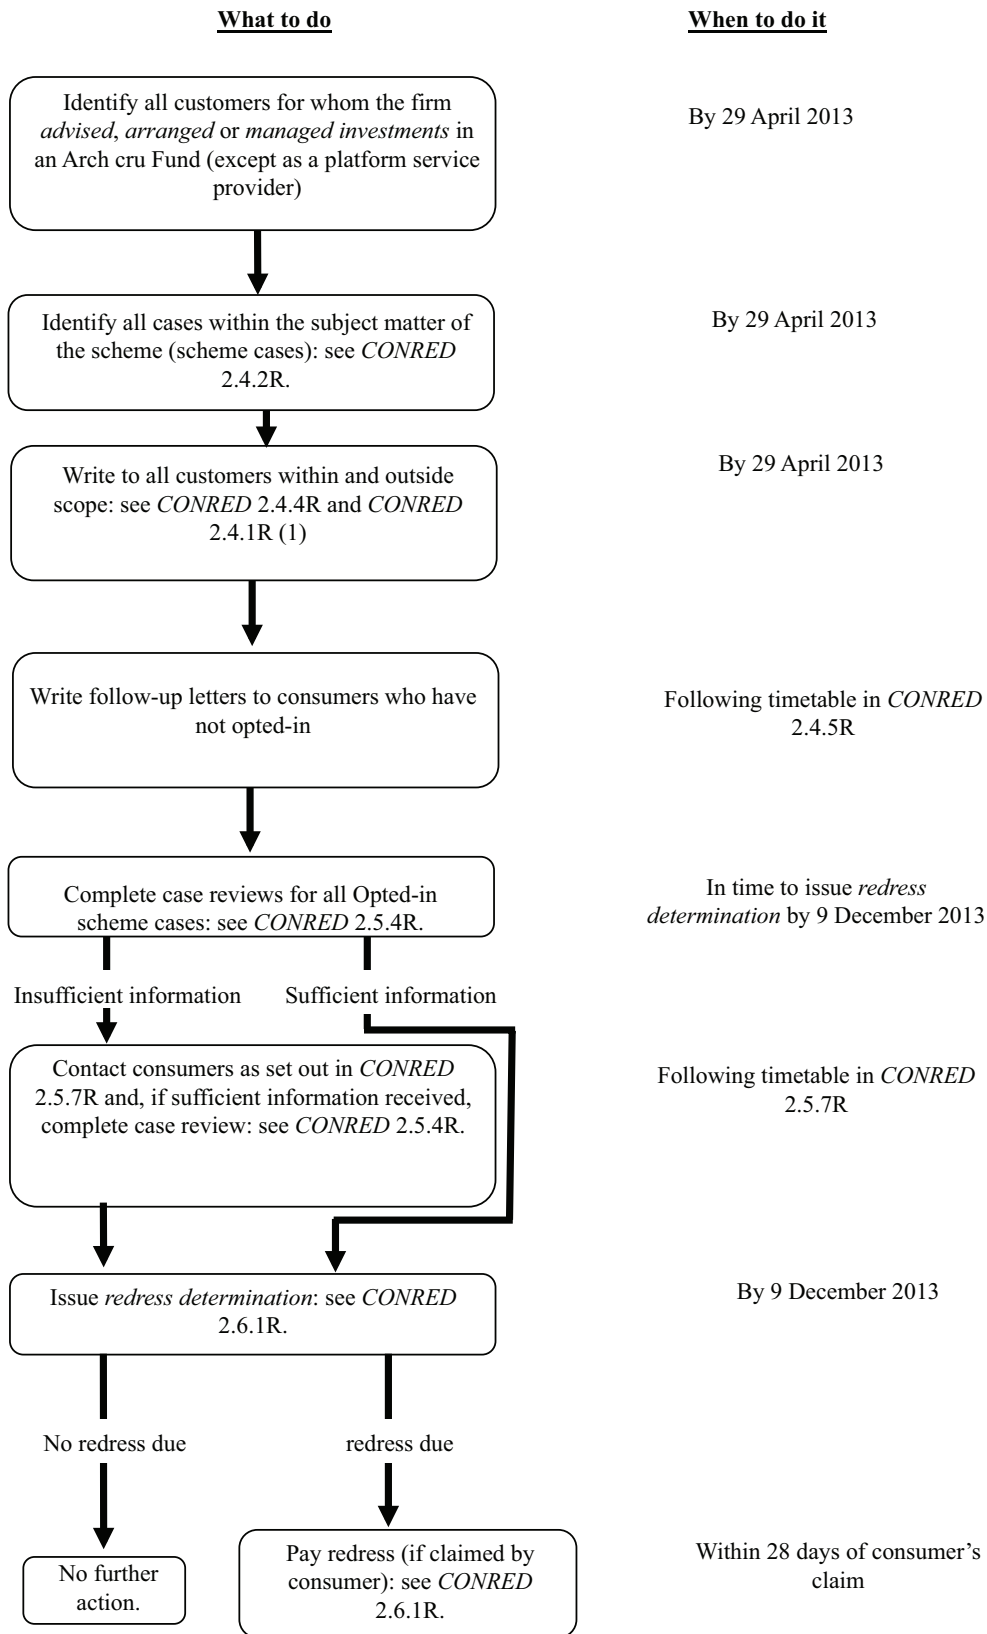 What to do
When to do it
Identify all customers for whom the firm
advised, arranged or managed investments in
an Arch cru Fund (except as a platform service
provider)
By 29 April 2013
Identify all cases within the subject matter of
the scheme (scheme cases): see CONRED
2.4.2R.
By 29 April 2013
Write to all customers within and outside
scope: see CONRED 2.4.4R and CONRED
2.4.1R (1)
By 29 April 2013
Write follow-up letters to consumers who have
not opted-in
Following timetable in CONRED
2.4.5R
Complete case reviews for all Opted-in
scheme cases: see CONRED 2.5.4R.
In time to issue redress
determination by 9 December 2013
Insufficient information
Sufficient information
Contact consumers as set out in CONRED
2.5.7R and, if sufficient information received,
complete case review: see CONRED 2.5.4R.
Following timetable in CONRED
2.5.7R
Issue redress determination: see CONRED
2.6.1R.
By 9 December 2013
No redress due
redress due
No further
action.
Pay redress (if claimed by
consumer): see CONRED
2.6.1R.
Within 28 days of consumer’s
claim